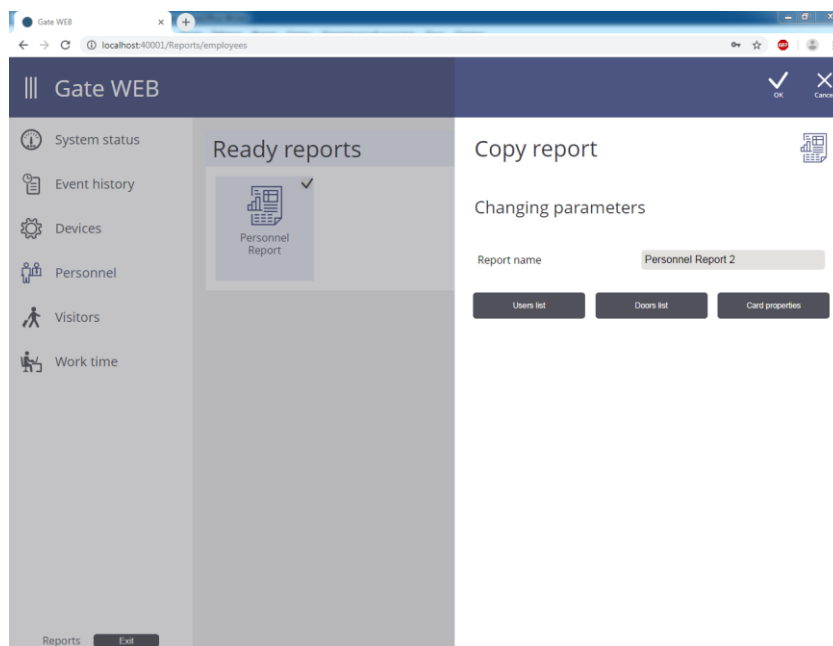 Gate WEB
localhost:40001/Reports/employees
Gate WEB
OK
Cance
System status
Event history
Devices
Personnel
Visitors
Work time
Ready reports
Personnel
Report
Copy report
Changing parameters
Report name
Personnel Report 2
Users list
Doors list
Card properties
Reports
Exit